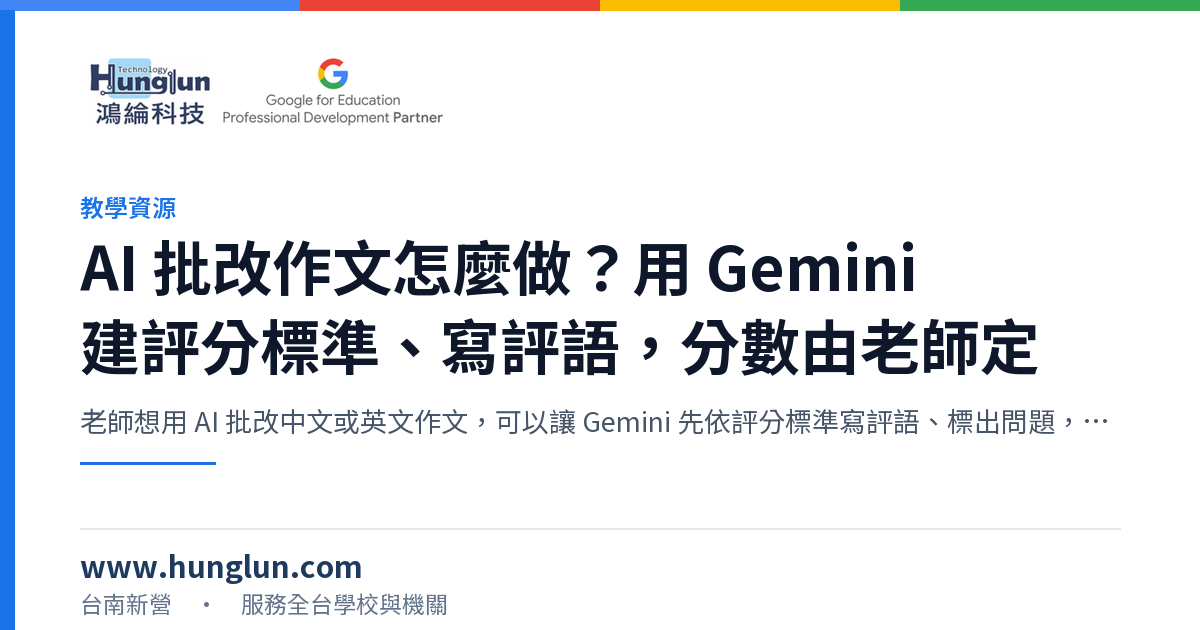 Technology
Hunglun
鴻綸科技
Google for Education
Professional Development Partner
教學資源
AI 批改作文怎麼做？用 Gemini
建評分標準、寫評語，分數由老師定
老師想用 AI 批改中文或英文作文，可以讓 Gemini 先依評分標準寫評語、標出問題，…
www.hunglun.com
台南新營 · 服務全台學校與機關